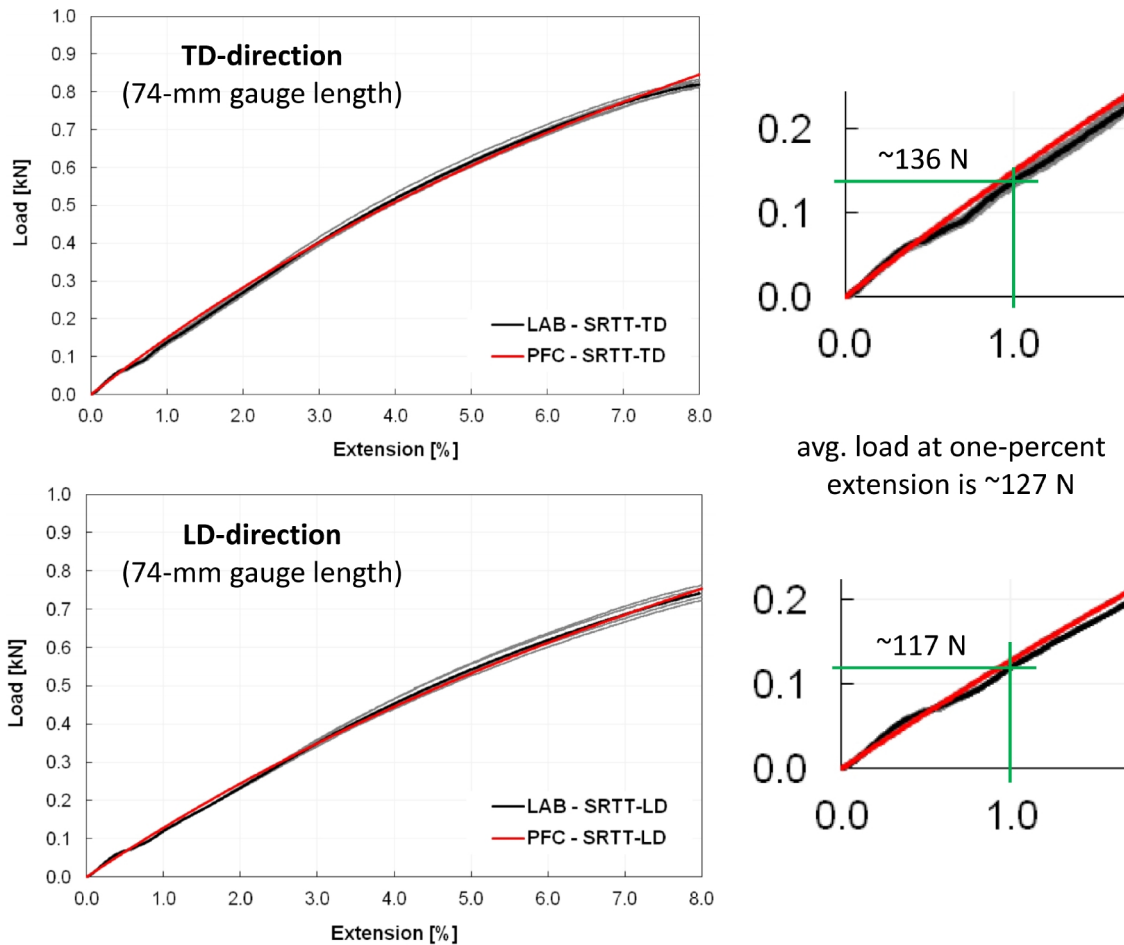 1.0
0.9
0.8
0.7
0.6
0.5
0.4
0.3
0.2
0.1
0.0
Load [kN]
TD-direction
(74-mm gauge length)
LAB - SRTT-TD
PFC - SRTT-TD
0.0 1.0 2.0 3.0 4.0 5.0 6.0 7.0 8.0
Extension [%]
0.2
~136 N
0.1
0.0
0.0 1.0
avg. load at one-percent
extension is ~127 N
1.0
0.9
0.8
0.7
0.6
0.5
0.4
0.3
0.2
0.1
0.0
Load [kN]
LD-direction
(74-mm gauge length)
LAB - SRTT-LD
PFC - SRTT-LD
0.0 1.0 2.0 3.0 4.0 5.0 6.0 7.0 8.0
Extension [%]
0.2
~117 N
0.1
0.0
0.0 1.0